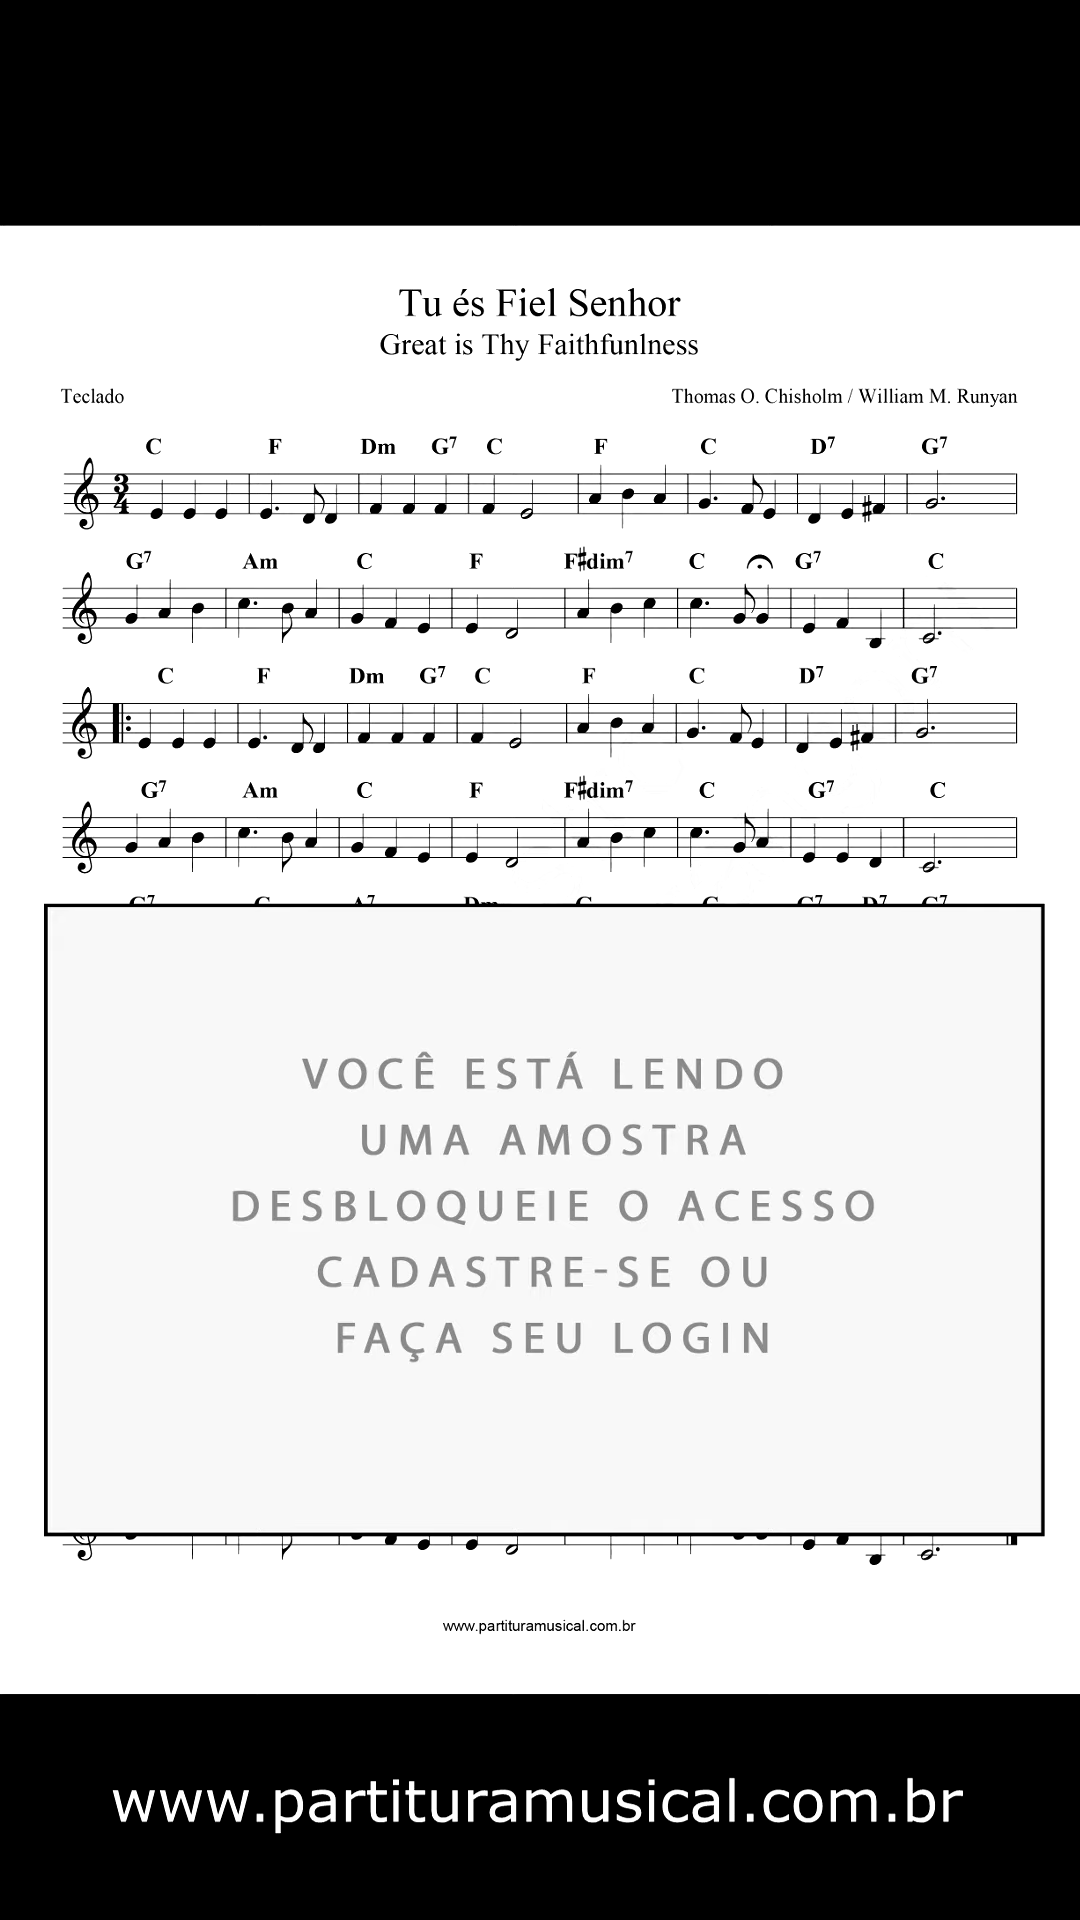 Tu és Fiel Senhor
Great is Thy Faithfunlness
Teclado
Thomas O. Chisholm / William M. Runyan
C F Dm G7 C F C D7 G7
3
4
G7 Am C F F#dim7 C G7 C
C F Dm G7 C F C D7 G7
G7 Am C F F#dim7 C G7 C
VOCÊ ESTÁ LENDO
UMA AMOSTRA
DESBLOQUEIE O ACESSO
CADASTRE-SE OU
FAÇA SEU LOGIN
www.partituramusical.com.br
www.partituramusical.com.br